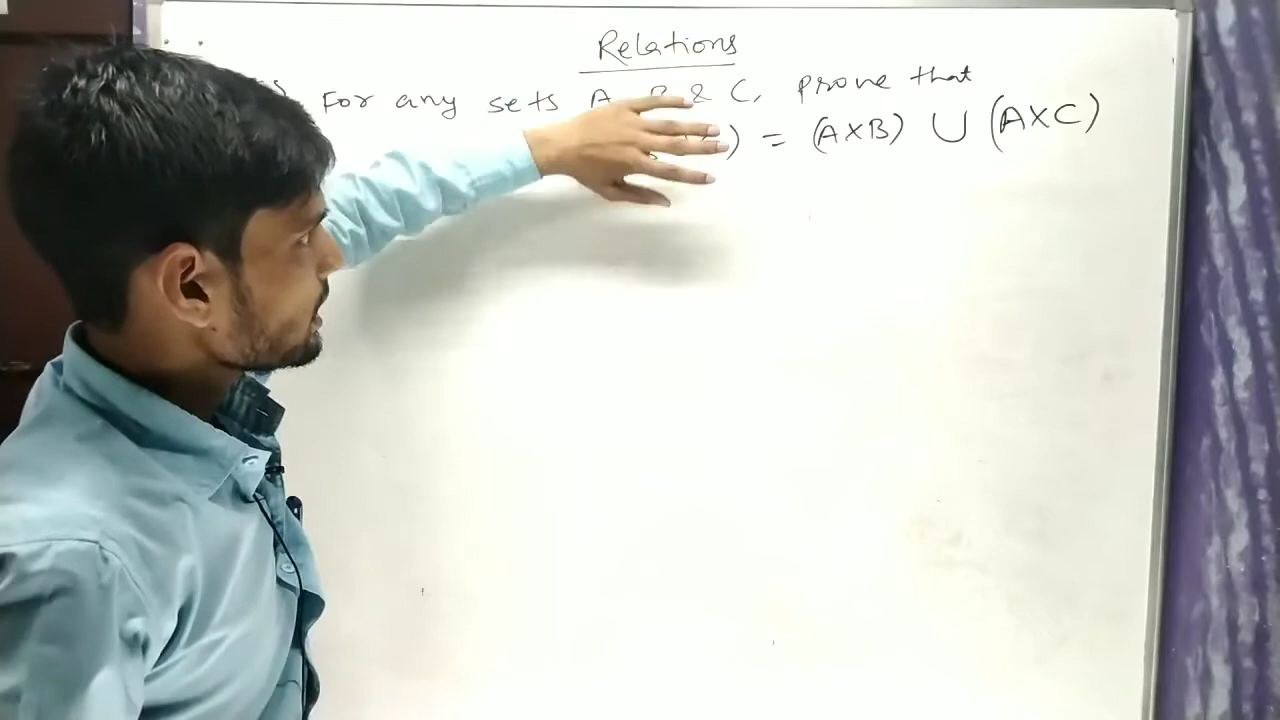 Relations
For any sets A, B & C, prove that
) = (A×B) ∪ (A×C)